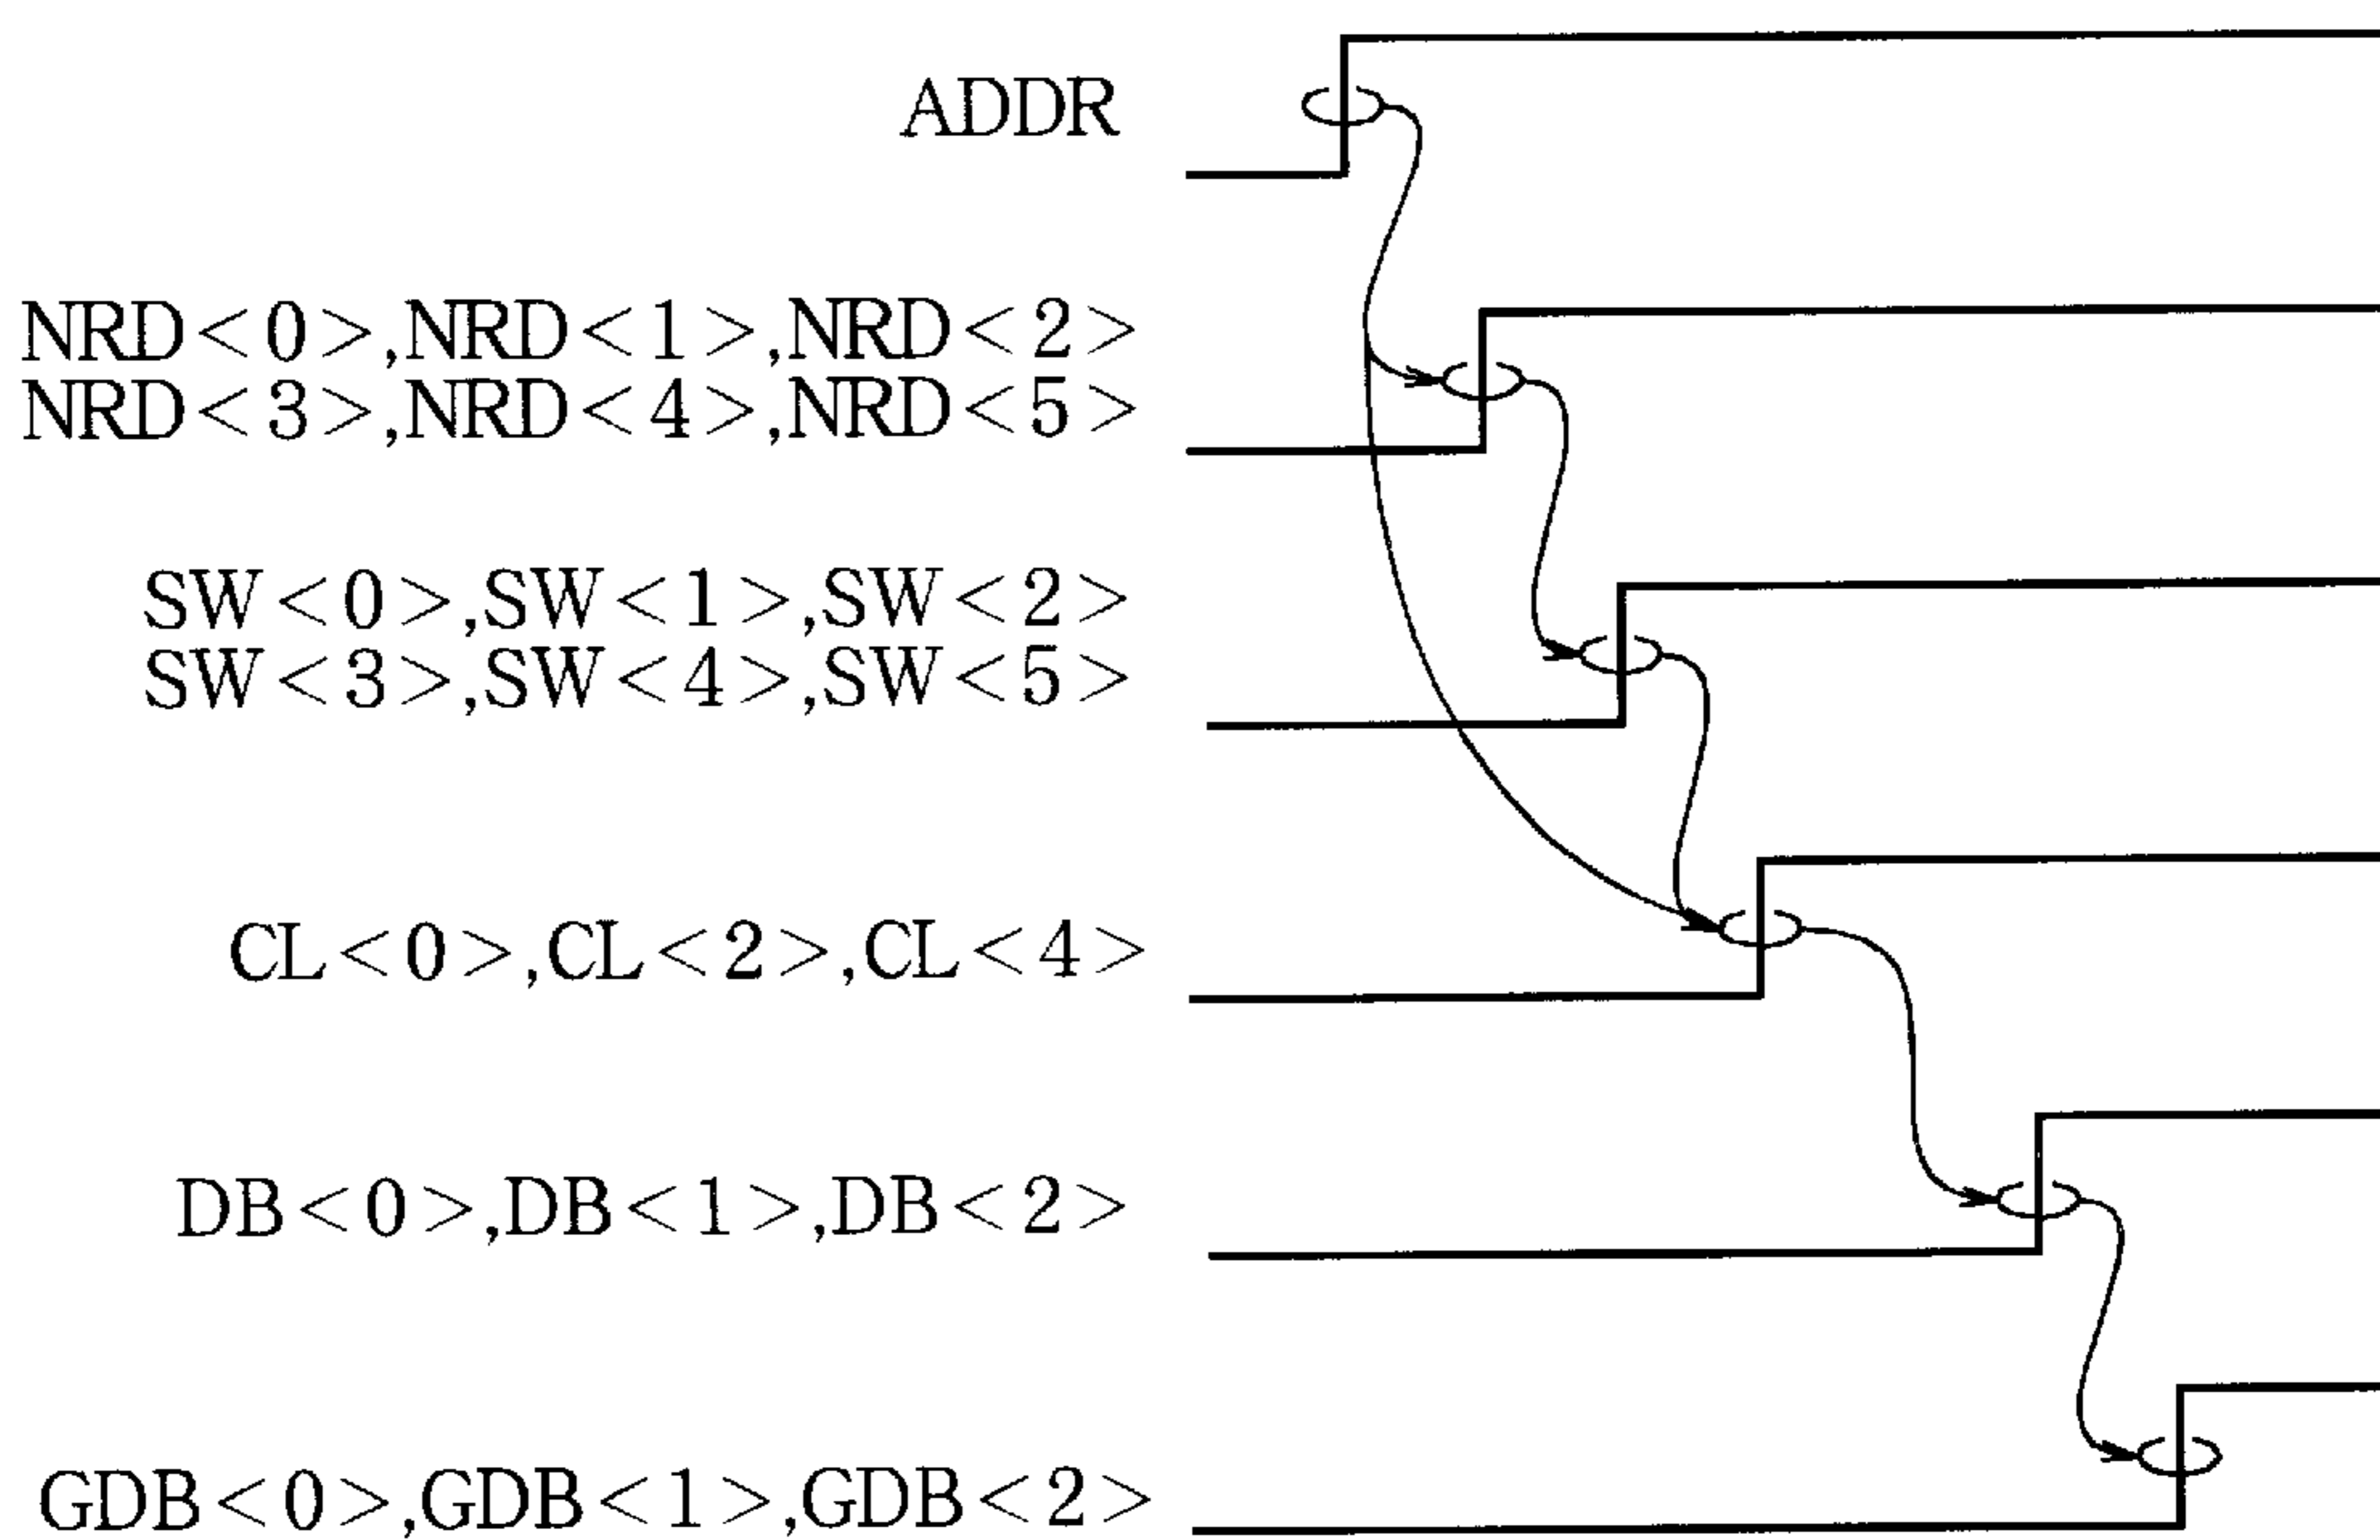 ADDR
NRD<0>,NRD<1>,NRD<2>
NRD<3>,NRD<4>,NRD<5>
SW<0>,SW<1>,SW<2>
SW<3>,SW<4>,SW<5>
CL<0>,CL<2>,CL<4>
DB<0>,DB<1>,DB<2>
GDB<0>,GDB<1>,GDB<2>